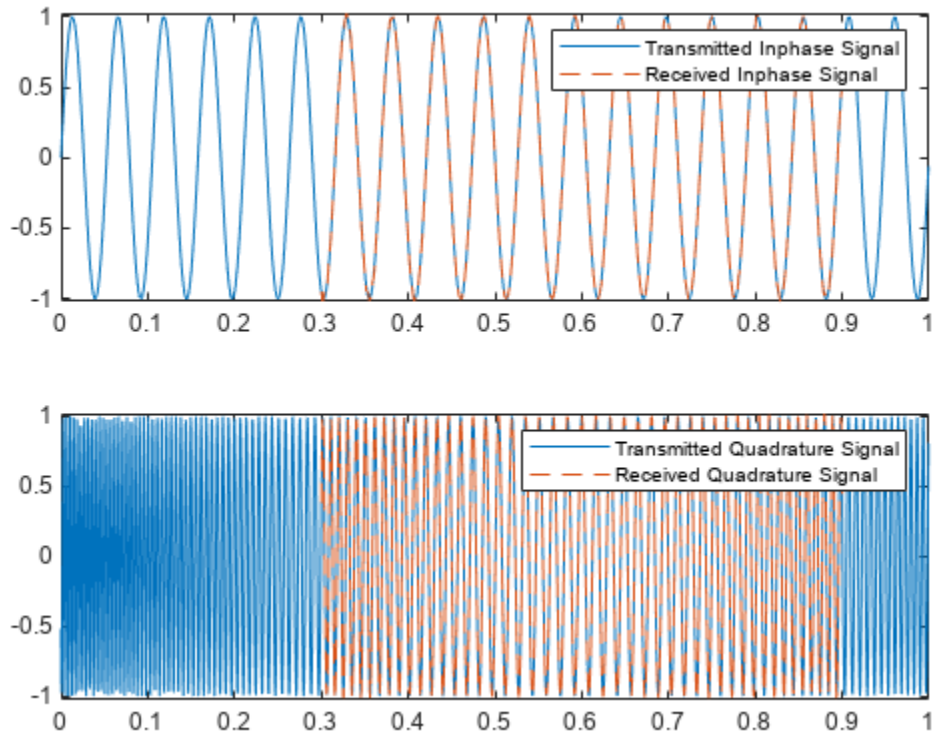 1
0.5
0
-0.5
-1
Transmitted Inphase Signal
Received Inphase Signal
0 0.1 0.2 0.3 0.4 0.5 0.6 0.7 0.8 0.9 1
1
0.5
0
-0.5
-1
Transmitted Quadrature Signal
Received Quadrature Signal
0 0.1 0.2 0.3 0.4 0.5 0.6 0.7 0.8 0.9 1